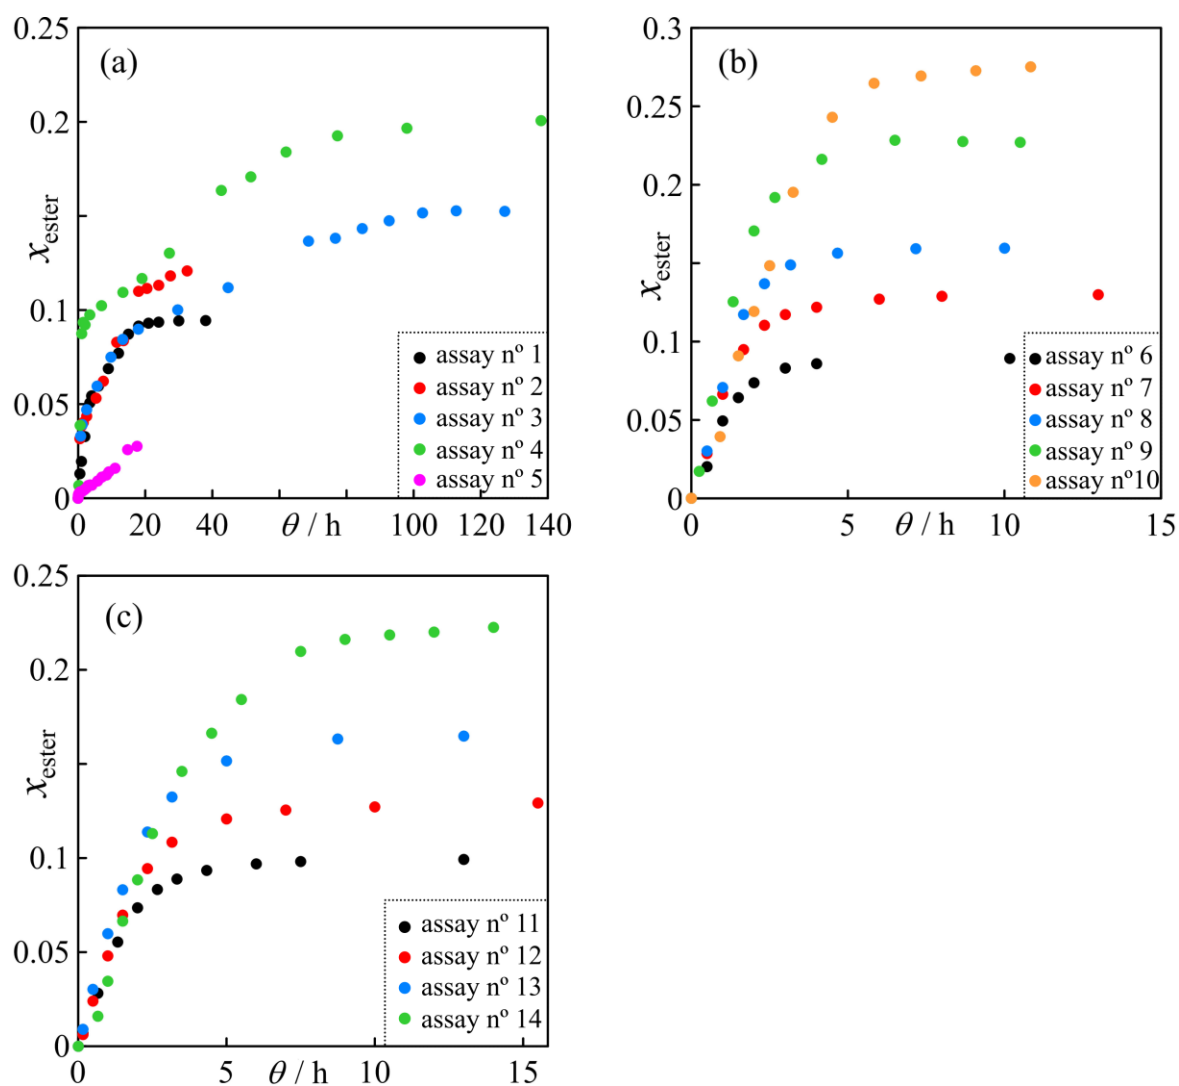 (a)
0.25
0.2
0.1
0.05
0
x ester
0 20 40 θ / h 100 120 140
assay nº 1
assay nº 2
assay nº 3
assay nº 4
assay nº 5
(b)
0.3
0.25
0.2
0.1
0.05
0
x ester
0 5 θ / h 10 15
assay nº 6
assay nº 7
assay nº 8
assay nº 9
assay nº10
(c)
0.25
0.2
0.1
0.05
0
x ester
0 5 θ / h 10 15
assay nº 11
assay nº 12
assay nº 13
assay nº 14